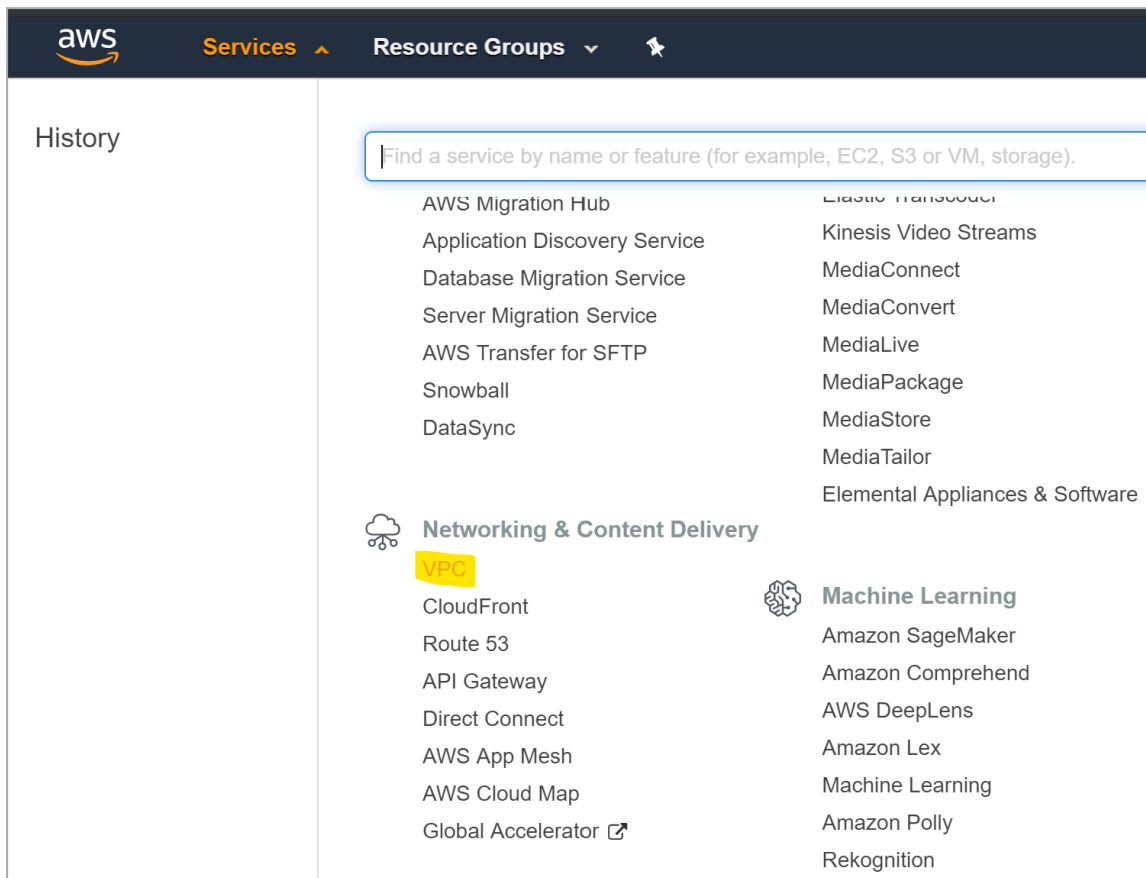 aws
Services
Resource Groups
History
Find a service by name or feature (for example, EC2, S3 or VM, storage).
AWS Migration Hub
Application Discovery Service
Database Migration Service
Server Migration Service
AWS Transfer for SFTP
Snowball
DataSync
Networking & Content Delivery
VPC
CloudFront
Route 53
API Gateway
Direct Connect
AWS App Mesh
AWS Cloud Map
Global Accelerator
Elastic Transcoder
Kinesis Video Streams
MediaConnect
MediaConvert
MediaLive
MediaPackage
MediaStore
MediaTailor
Elemental Appliances & Software
Machine Learning
Amazon SageMaker
Amazon Comprehend
AWS DeepLens
Amazon Lex
Machine Learning
Amazon Polly
Rekognition